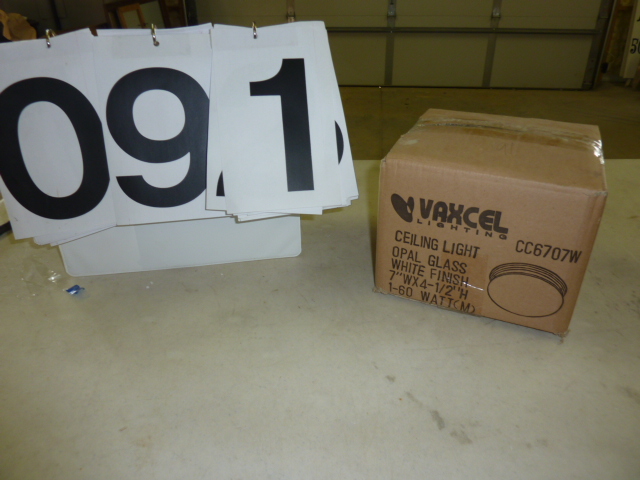 091
VAXCEL
LIGHTING
CEILING LIGHT CC6707W
OPAL GLASS
WHITE FINISH
7"WX4-1/2"H
1-60 WATT(M)